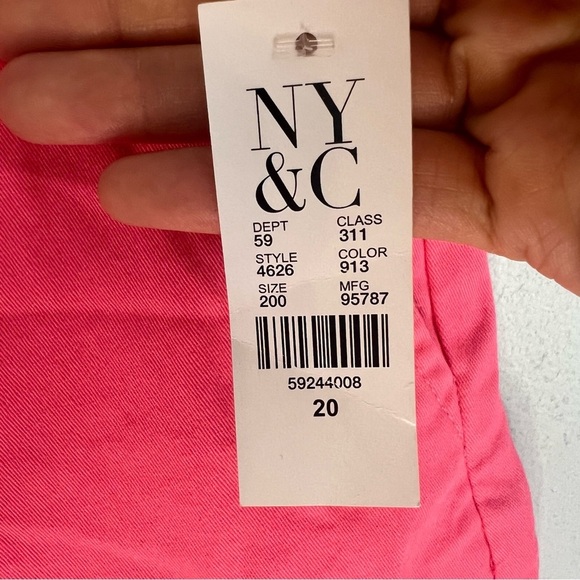 NY
&C
DEPT CLASS
59 311
STYLE COLOR
4626 913
SIZE MFG
200 95787
59244008
20